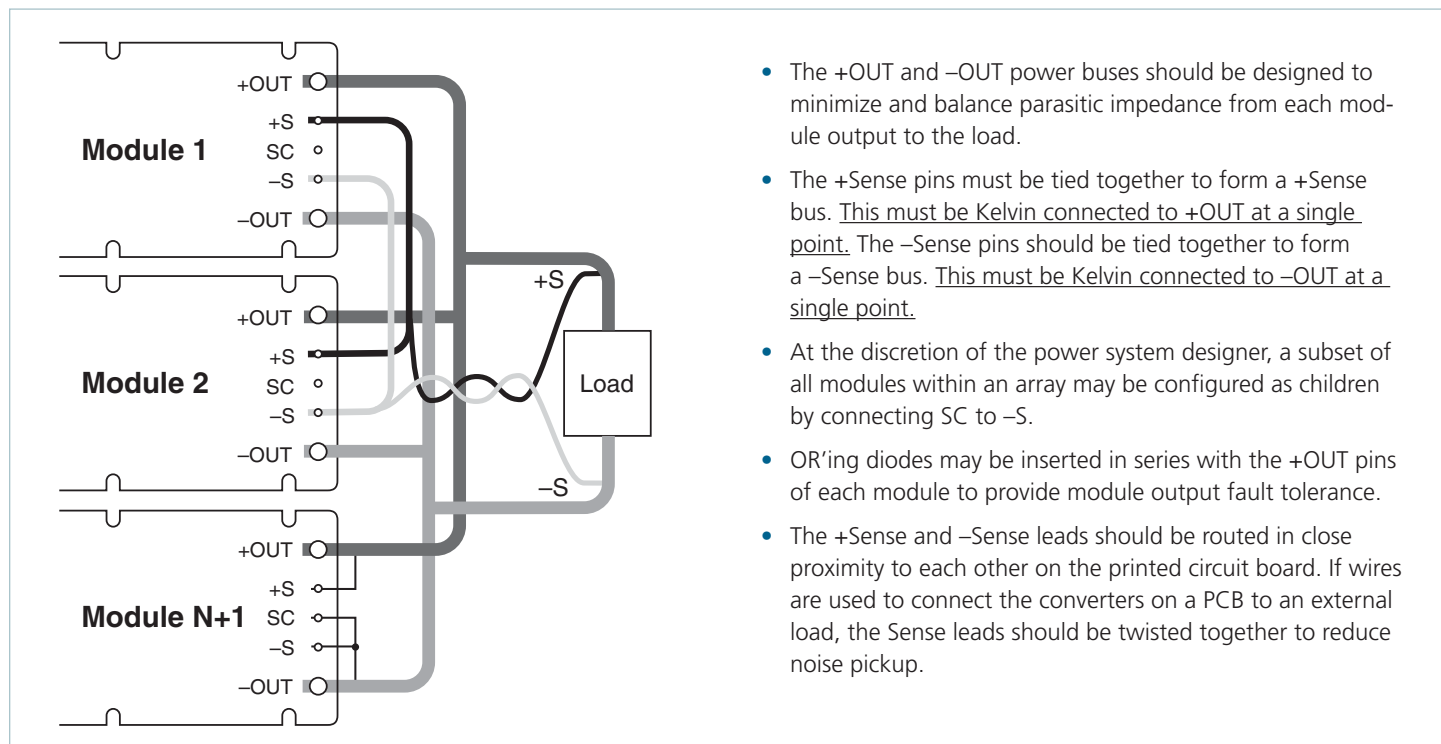 +OUT
+S
SC
–S
–OUT
Module 1
+OUT
+S
SC
–S
–OUT
Module 2
+OUT
+S
SC
–S
–OUT
Module N+1
+S
Load
–S
• The +OUT and –OUT power buses should be designed to
minimize and balance parasitic impedance from each mod-
ule output to the load.
• The +Sense pins must be tied together to form a +Sense
bus. This must be Kelvin connected to +OUT at a single
point. The –Sense pins should be tied together to form
a –Sense bus. This must be Kelvin connected to –OUT at a
single point.
• At the discretion of the power system designer, a subset of
all modules within an array may be configured as children
by connecting SC to –S.
• OR’ing diodes may be inserted in series with the +OUT pins
of each module to provide module output fault tolerance.
• The +Sense and –Sense leads should be routed in close
proximity to each other on the printed circuit board. If wires
are used to connect the converters on a PCB to an external
load, the Sense leads should be twisted together to reduce
noise pickup.